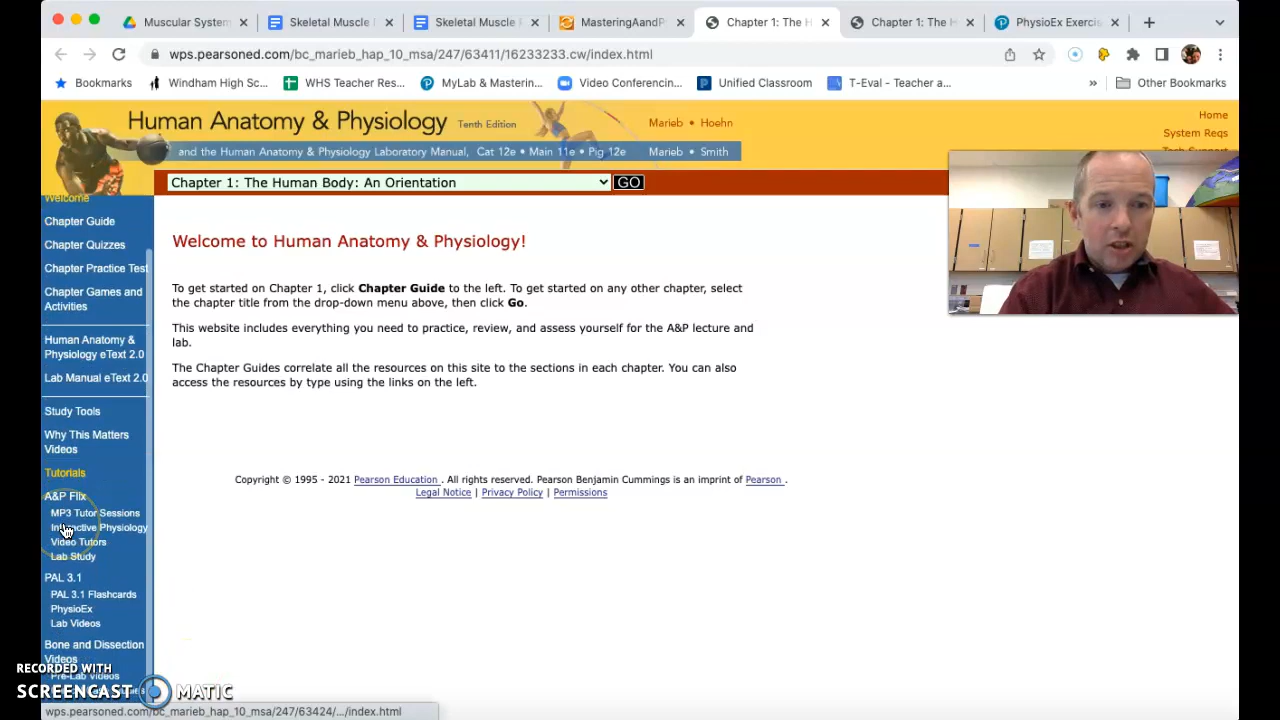 Muscular System
Skeletal Muscle
Skeletal Muscle
MasteringAandP
Chapter 1: The H
Chapter 1: The H
PhysioEx Exercis
wps.pearsoned.com/bc_marieb_hap_10_msa/247/63411/16233233.cw/index.html
Bookmarks
Windham High Sc...
WHS Teacher Res...
MyLab & Masterin...
Video Conferencin...
Unified Classroom
T-Eval - Teacher a...
»
Other Bookmarks
Human Anatomy & Physiology Tenth Edition
Marieb • Hoehn
and the Human Anatomy & Physiology Laboratory Manual, Cat 12e • Main 11e • Pig 12e
Marieb • Smith
Home
System Reqs
Chapter 1: The Human Body: An Orientation
GO
Welcome
Chapter Guide
Chapter Quizzes
Chapter Practice Test
Chapter Games and
Activities
Human Anatomy &
Physiology eText 2.0
Lab Manual eText 2.0
Study Tools
Why This Matters
Videos
Tutorials
A&P Flix
MP3 Tutor Sessions
Interactive Physiology
Video Tutors
Lab Study
PAL 3.1
PAL 3.1 Flashcards
PhysioEx
Lab Videos
Bone and Dissection
Videos
Pre-Lab Videos
Welcome to Human Anatomy & Physiology!
To get started on Chapter 1, click Chapter Guide to the left. To get started on any other chapter, select
the chapter title from the drop-down menu above, then click Go.
This website includes everything you need to practice, review, and assess yourself for the A&P lecture and
lab.
The Chapter Guides correlate all the resources on this site to the sections in each chapter. You can also
access the resources by type using the links on the left.
Copyright © 1995 - 2021 Pearson Education . All rights reserved. Pearson Benjamin Cummings is an imprint of Pearson .
Legal Notice | Privacy Policy | Permissions
RECORDED WITH
SCREENCAST MATIC
wps.pearsoned.com/bc_marieb_hap_10_msa/247/63424/.../index.html